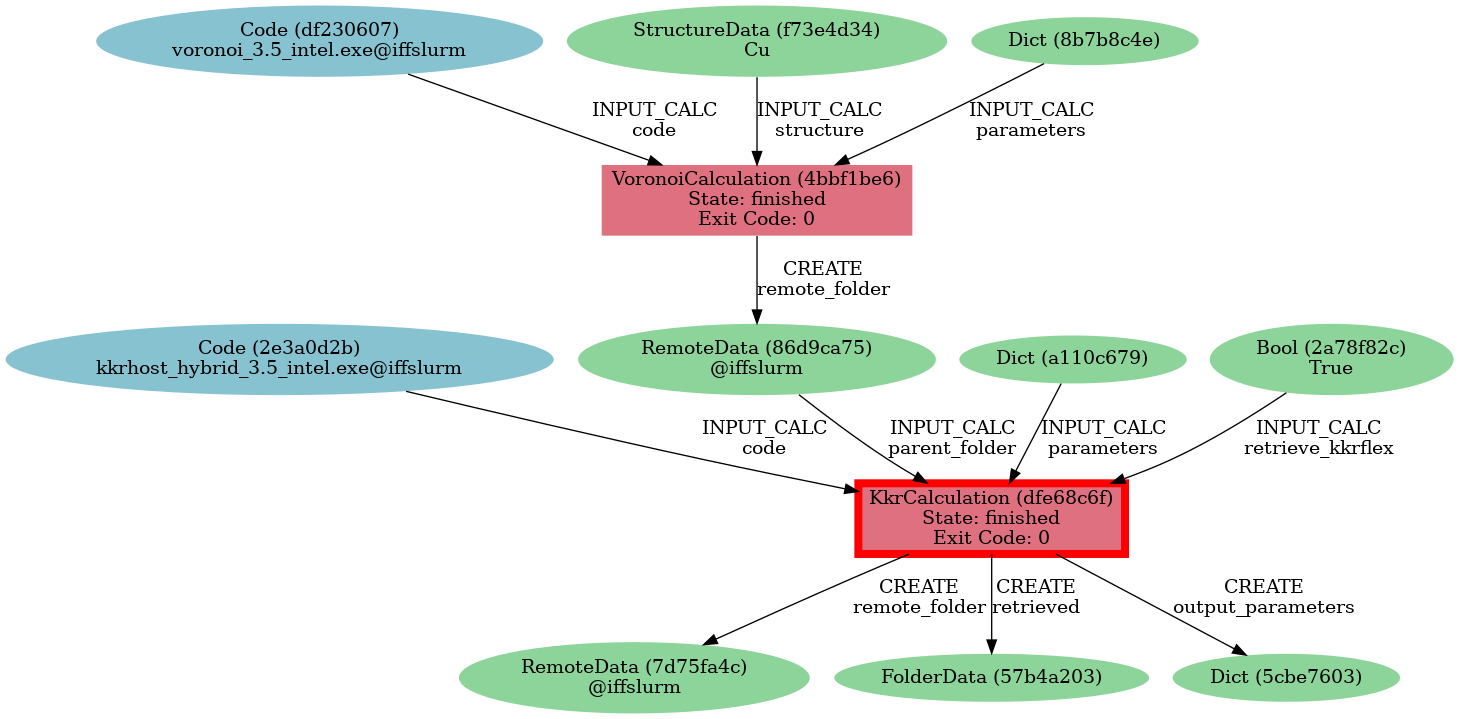 Code (df230607)
voronoi_3.5_intel.exe@iffslurm
StructureData (f73e4d34)
Cu
Dict (8b7b8c4e)
INPUT_CALC
code
INPUT_CALC
structure
INPUT_CALC
parameters
VoronoiCalculation (4bbf1be6)
State: finished
Exit Code: 0
CREATE
remote_folder
Code (2e3a0d2b)
kkrhost_hybrid_3.5_intel.exe@iffslurm
RemoteData (86d9ca75)
@iffslurm
Dict (a110c679)
Bool (2a78f82c)
True
INPUT_CALC
code
INPUT_CALC
parent_folder
INPUT_CALC
parameters
INPUT_CALC
retrieve_kkrflex
KkrCalculation (dfe68c6f)
State: finished
Exit Code: 0
CREATE
remote_folder
CREATE
retrieved
CREATE
output_parameters
RemoteData (7d75fa4c)
@iffslurm
FolderData (57b4a203)
Dict (5cbe7603)